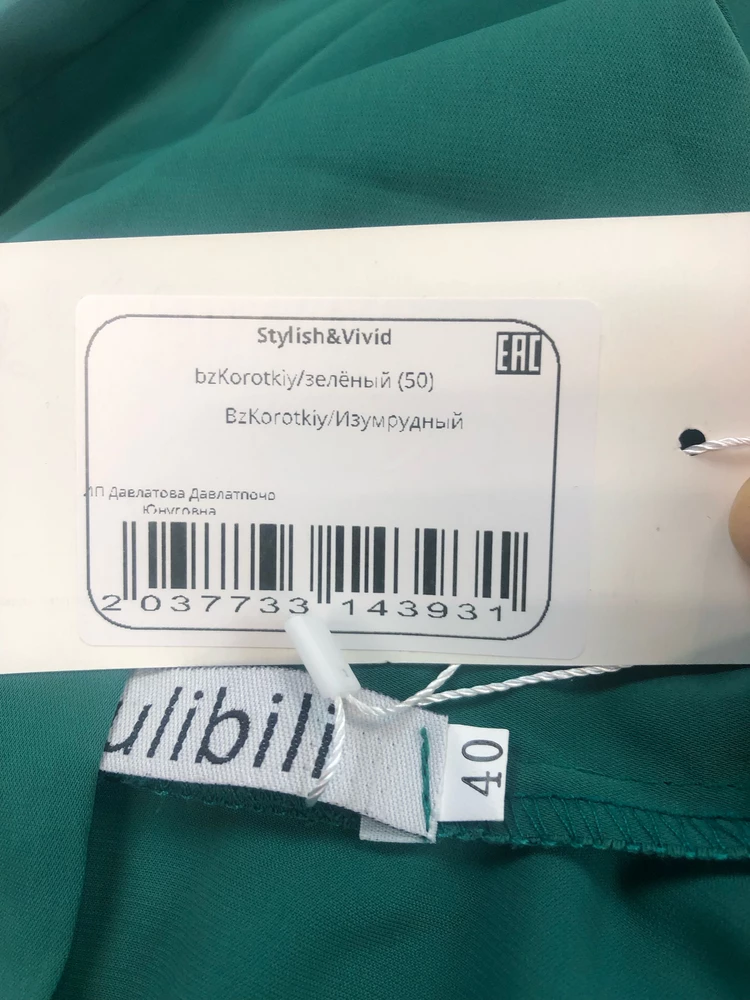 Stylish&Vivid
EAC
bzKorotkiy/зелёный (50)
BzKorotkiy/Изумрудный
ИП Давлатова Давлатпочо
Юнусовна
2 037733 143931
ulibili
40